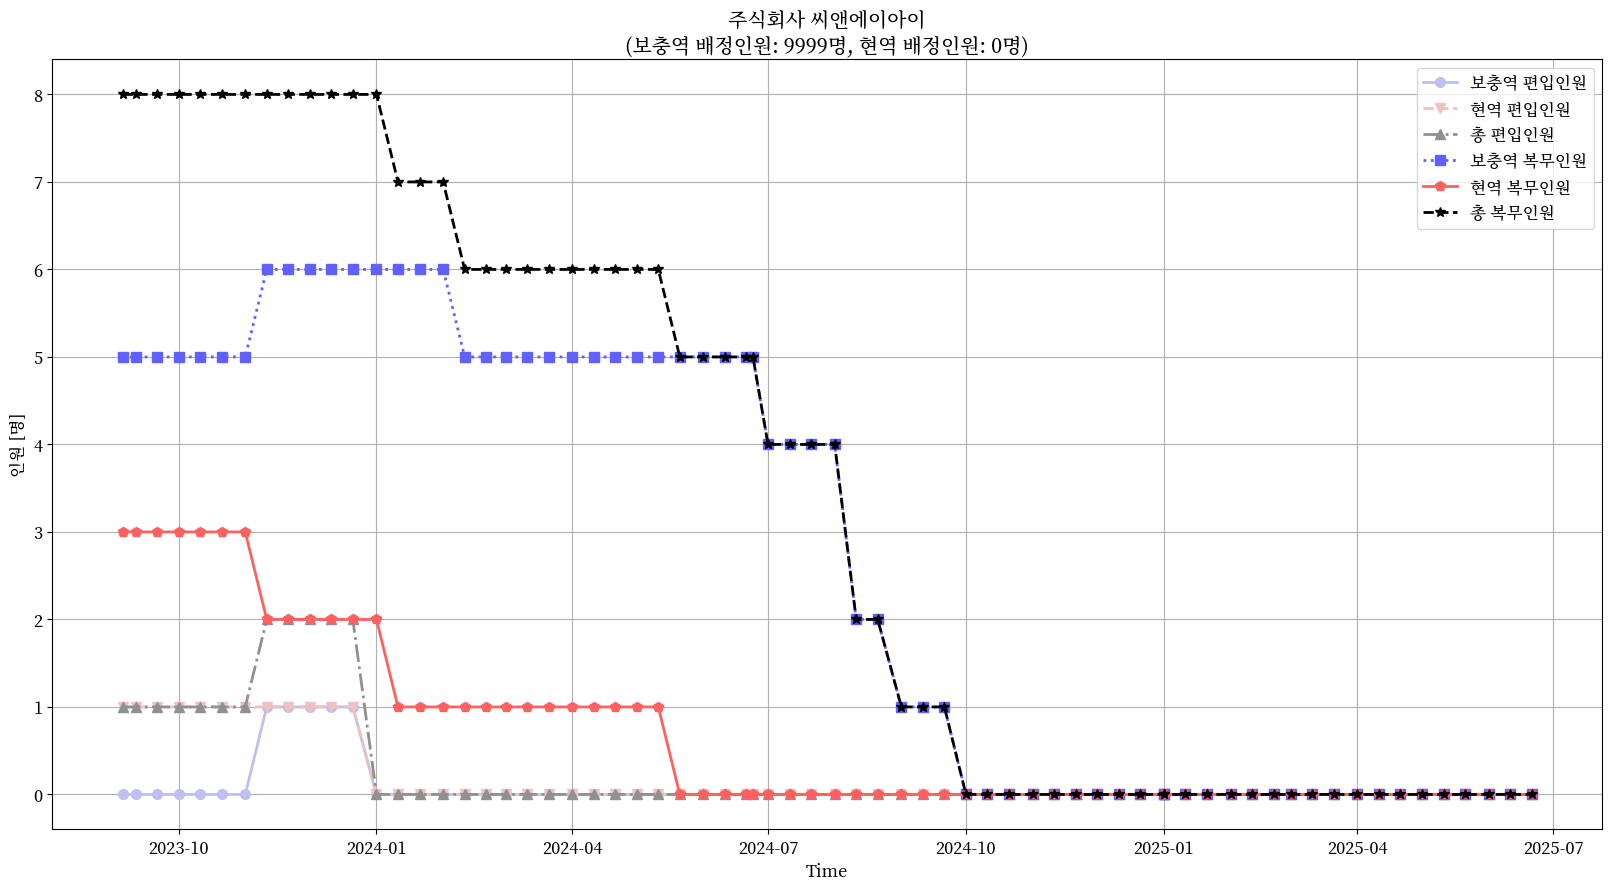 주식회사 씨앤에이아이
(보충역 배정인원: 9999명, 현역 배정인원: 0명)
보충역 편입인원
현역 편입인원
총 편입인원
보충역 복무인원
현역 복무인원
총 복무인원
인원 [명]
8
7
6
5
4
3
2
1
0
2023-10
2024-01
2024-04
2024-07
2024-10
2025-01
2025-04
2025-07
Time